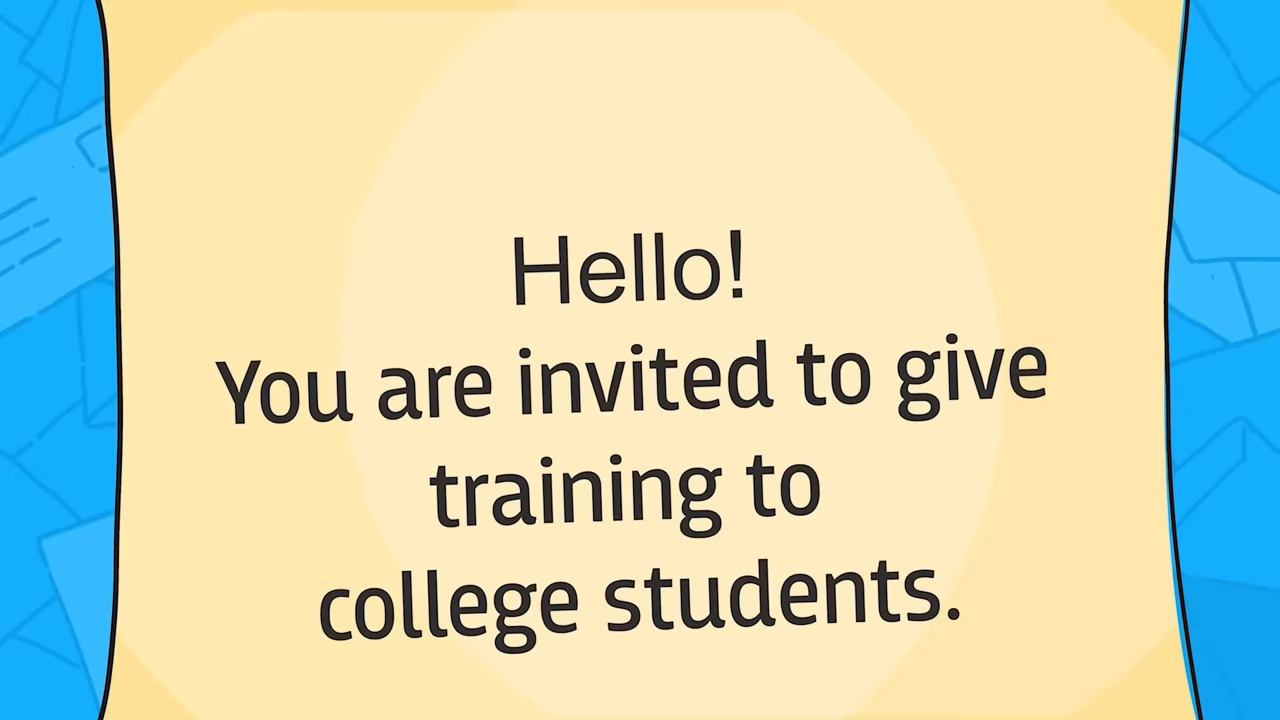 Hello!
You are invited to give
training to
college students.